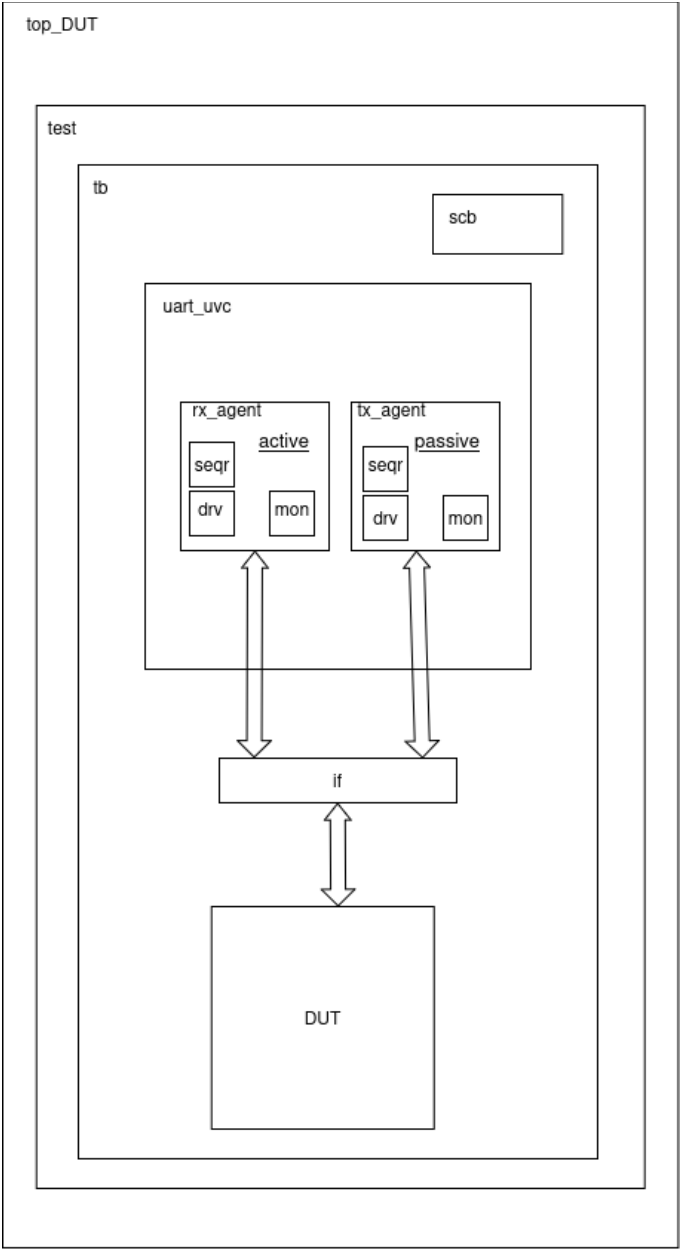 top_DUT
test
tb
scb
uart_uvc
rx_agent
active
seqr
drv
mon
tx_agent
passive
seqr
drv
mon
if
DUT